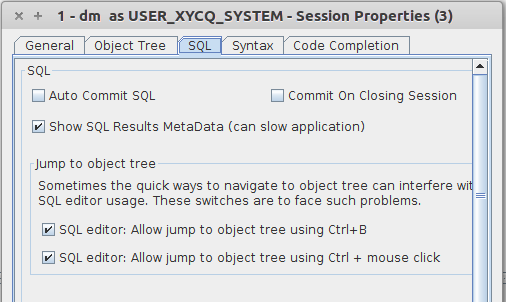 1 - dm as USER_XYCQ_SYSTEM - Session Properties (3)
General Object Tree SQL Syntax Code Completion
SQL
Auto Commit SQL Commit On Closing Session
Show SQL Results MetaData (can slow application)
Jump to object tree
Sometimes the quick ways to navigate to object tree can interfere
SQL editor usage. These switches are to face such problems.
SQL editor: Allow jump to object tree using Ctrl+B
SQL editor: Allow jump to object tree using Ctrl + mouse click